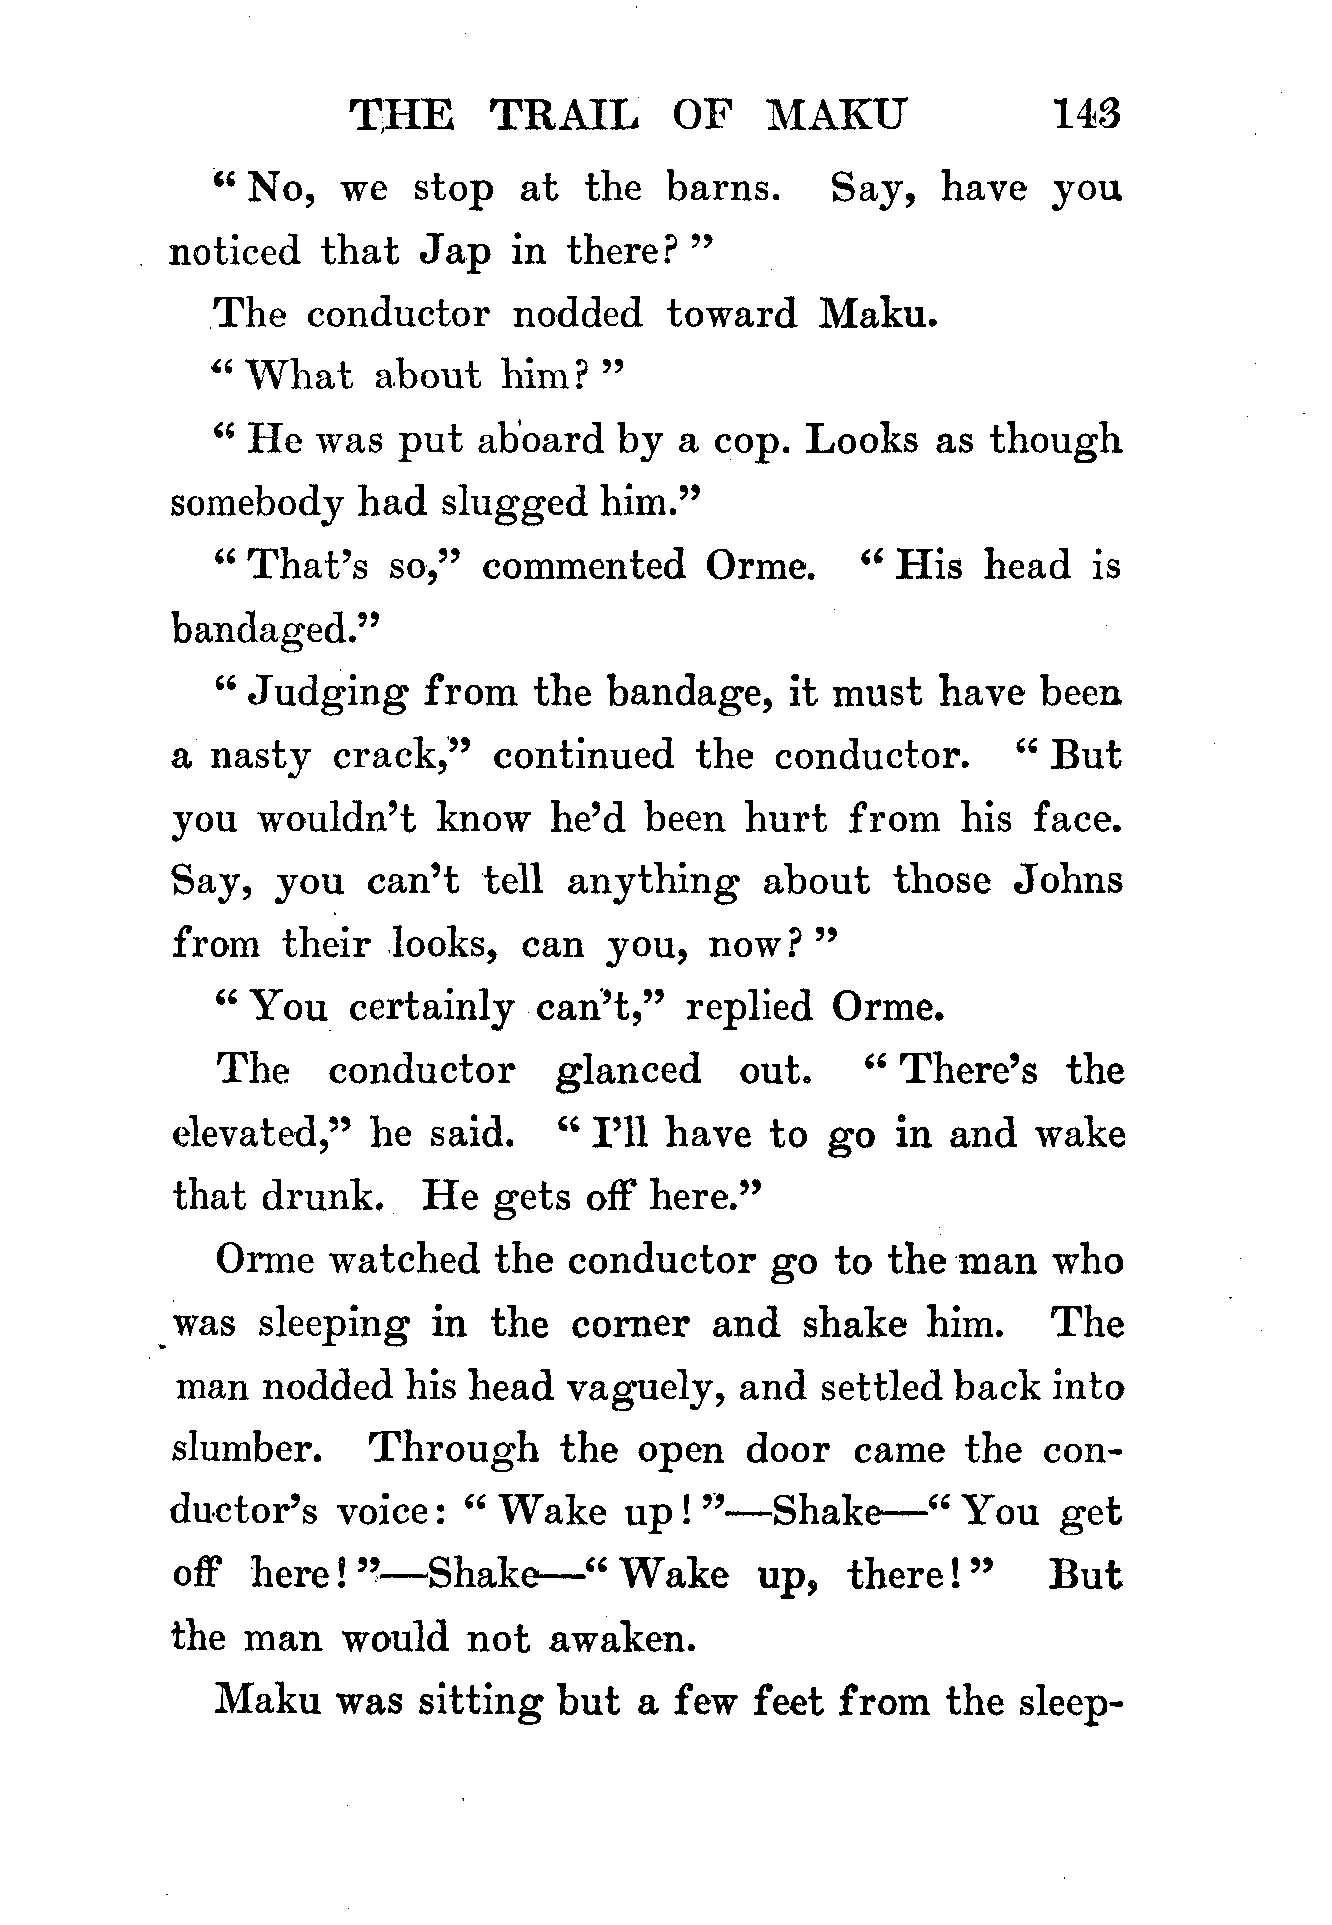 THE TRAIL OF MAKU 143
“No, we stop at the barns. Say, have you
noticed that Jap in there?”
The conductor nodded toward Maku.
“What about him?”
“He was put aboard by a cop. Looks as though
somebody had slugged him.”
“That’s so,” commented Orme. “His head is
bandaged.”
“Judging from the bandage, it must have been
a nasty crack,” continued the conductor. “But
you wouldn’t know he’d been hurt from his face.
Say, you can’t tell anything about those Johns
from their looks, can you, now?”
“You certainly can’t,” replied Orme.
The conductor glanced out. “There’s the
elevated,” he said. “I’ll have to go in and wake
that drunk. He gets off here.”
Orme watched the conductor go to the man who
was sleeping in the corner and shake him. The
man nodded his head vaguely, and settled back into
slumber. Through the open door came the con-
ductor’s voice: “Wake up!”—Shake—“You get
off here!”—Shake—“Wake up, there!” But
the man would not awaken.
Maku was sitting but a few feet from the sleep-